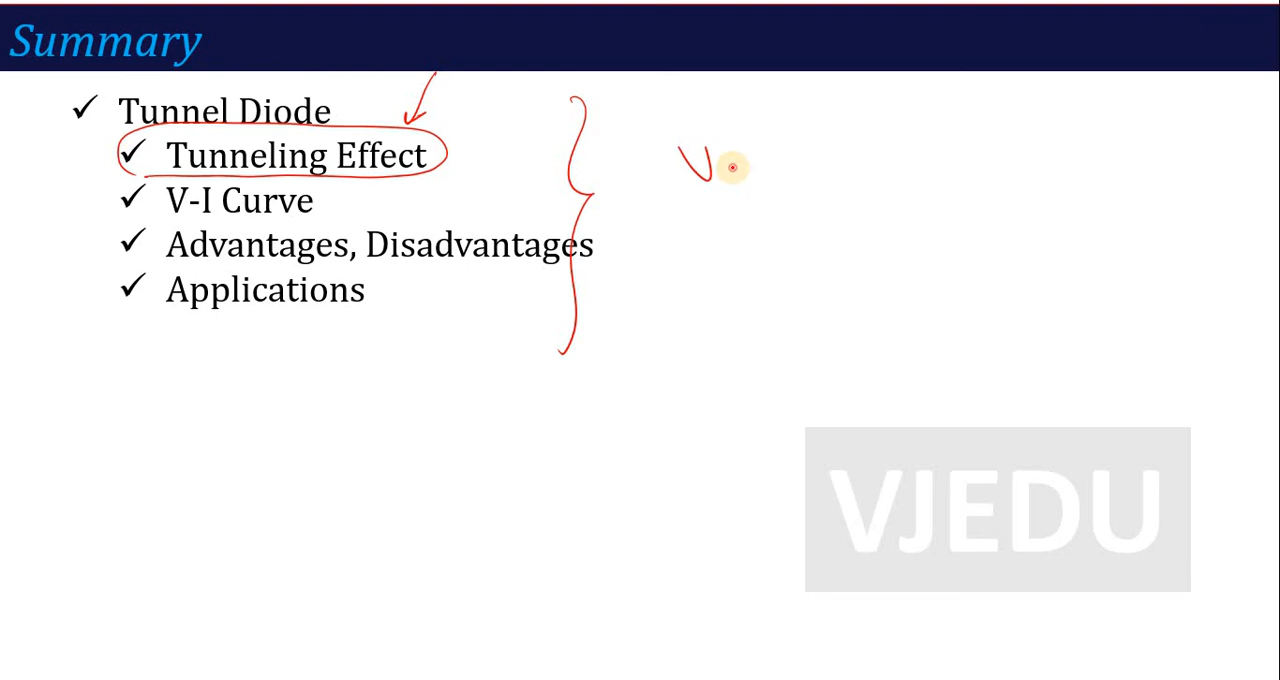 Summary
✓ Tunnel Diode
✓ Tunneling Effect
✓ V-I Curve
✓ Advantages, Disadvantages
✓ Applications
V
VJEDU